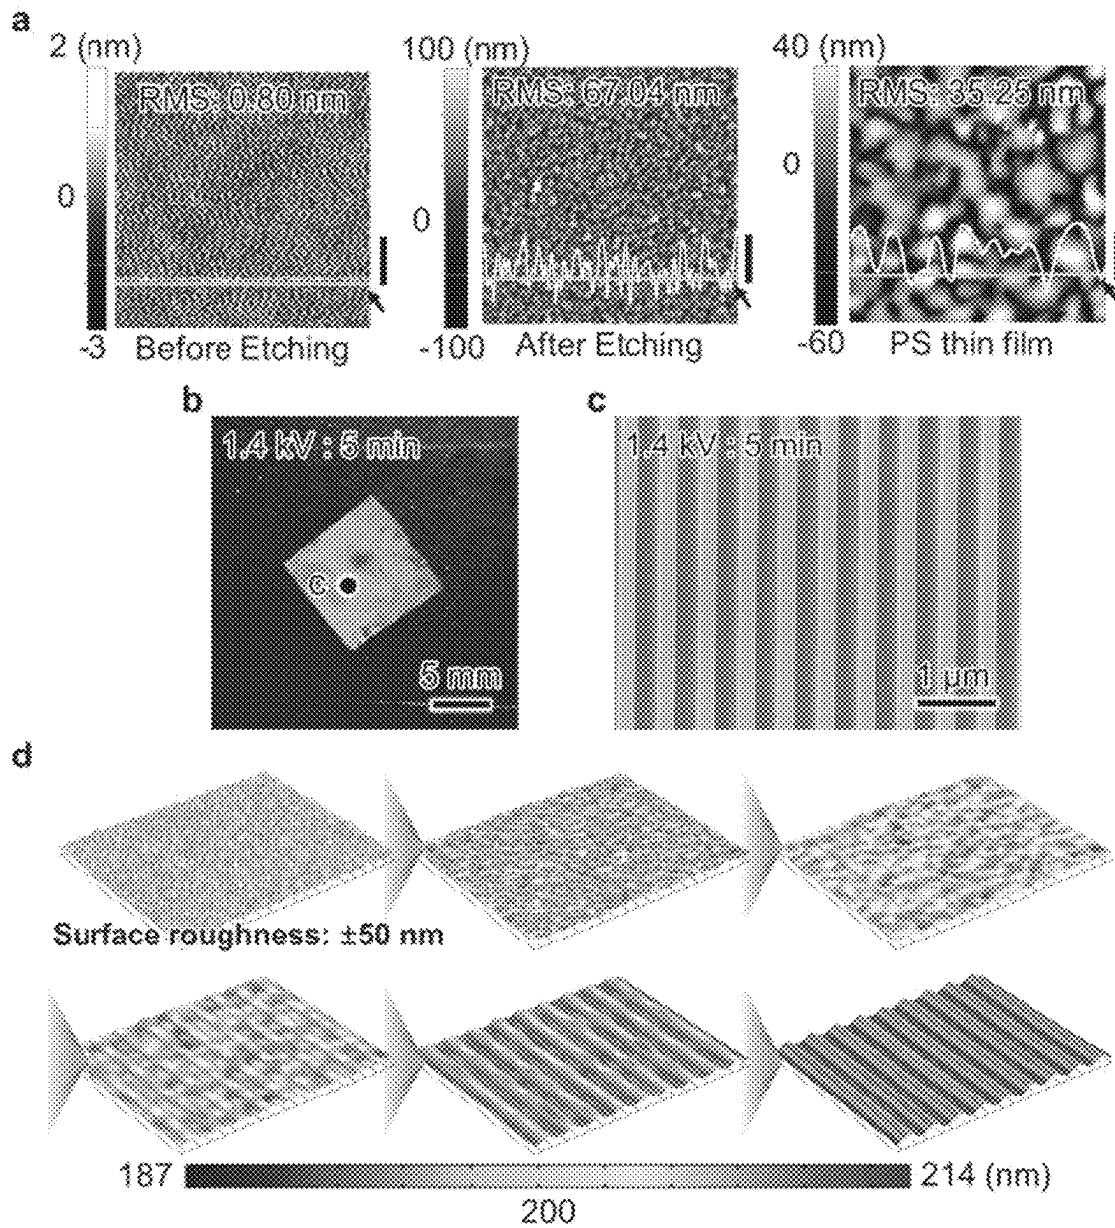 a
2 (nm)
100 (nm)
40 (nm)
RMS: 0.80 nm
RMS: 67.04 nm
RMS: 35.25 nm
0
0
0
-3
-100
-60
Before Etching
After Etching
PS thin film
b
c
1.4 kV : 5 min
1.4 kV : 5 min
C
5 mm
1 μm
d
Surface roughness: ±50 nm
187
214 (nm)
200